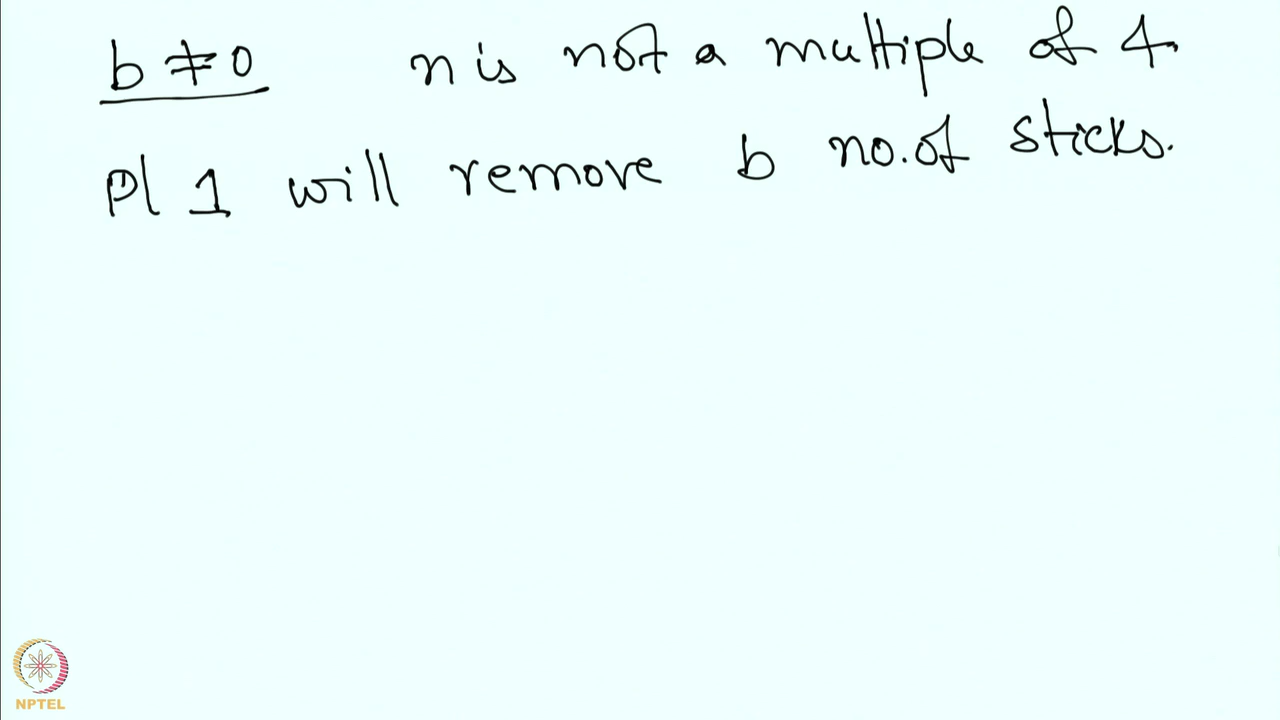 b ≠ 0 n is not a multiple of 4.
Pl 1 will remove b no. of sticks.
NPTEL